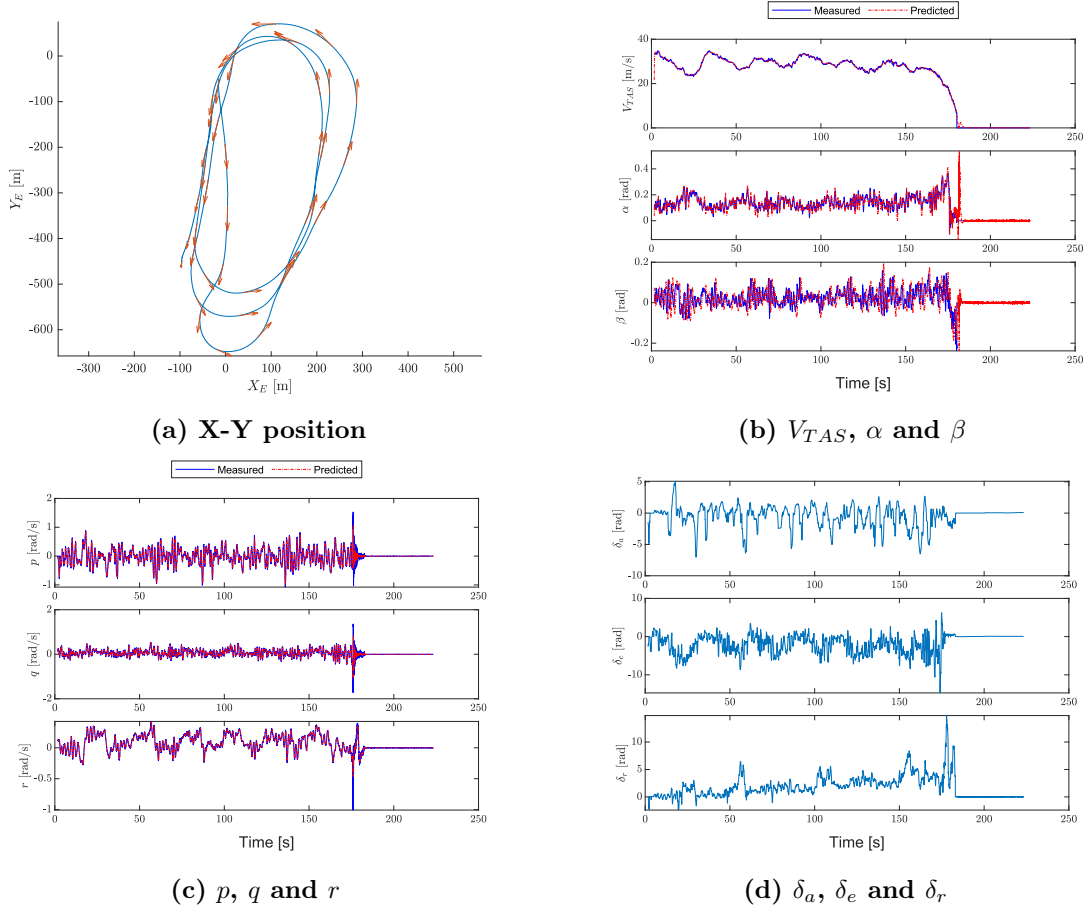 0
-100
-200
-300
-400
-500
-600
Y_E [m]
-300 -200 -100 0 100 200 300 400 500
X_E [m]
(a) X-Y position
Measured Predicted
40
20
0
V_TAS [m/s]
0 50 100 150 200 250
0.4
0.2
0
α [rad]
0 50 100 150 200 250
0.2
0
-0.2
β [rad]
0 50 100 150 200 250
Time [s]
(b) V_TAS, α and β
Measured Predicted
2
1
0
-1
p [rad/s]
0 50 100 150 200 250
2
0
-2
q [rad/s]
0 50 100 150 200 250
0
-0.5
-1
r [rad/s]
0 50 100 150 200 250
Time [s]
(c) p, q and r
5
0
-5
-10
δ_a [rad]
0 50 100 150 200 250
10
0
-10
δ_e [rad]
0 50 100 150 200 250
10
5
0
δ_r [rad]
0 50 100 150 200 250
Time [s]
(d) δ_a, δ_e and δ_r